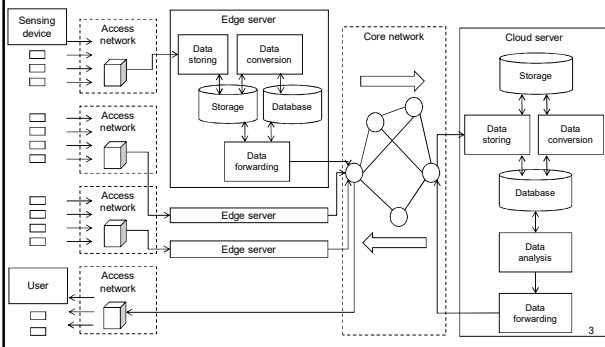 Sensing
device
Access
network
Edge server
Data
storing
Data
conversion
Storage
Database
Data
forwarding
Core network
Cloud server
Storage
Data
storing
Data
conversion
Database
Data
analysis
Data
forwarding
Access
network
Access
network
Edge server
Edge server
User
Access
network
3